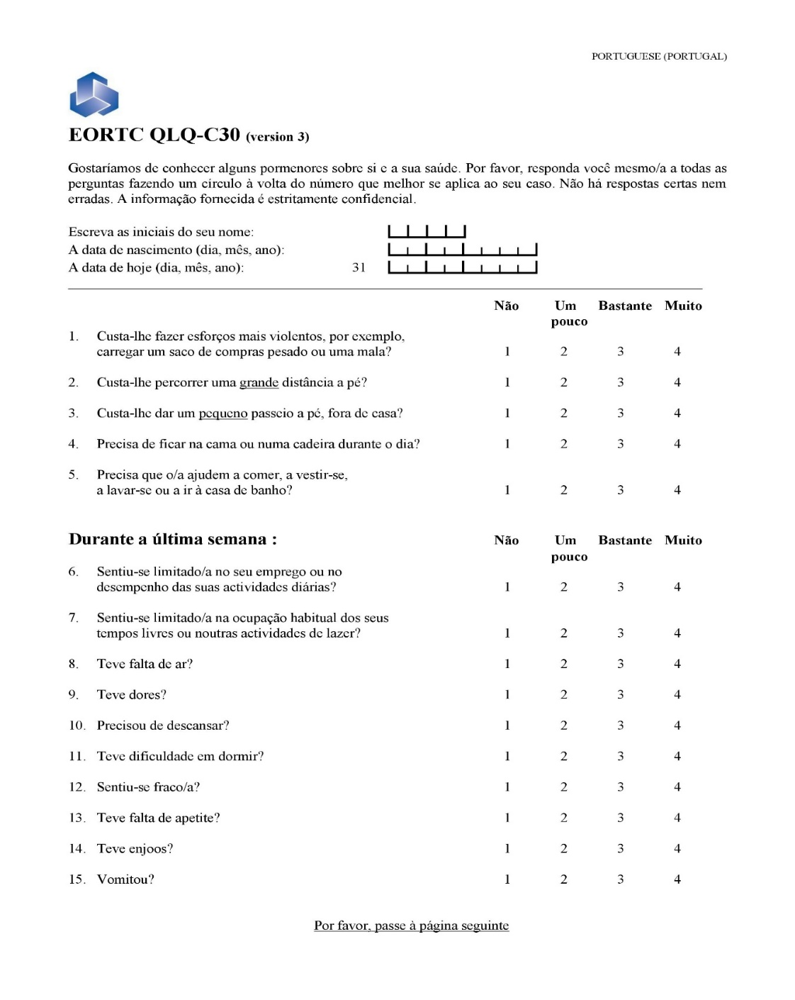 PORTUGUESE (PORTUGAL)
EORTC QLQ-C30 (version 3)
Gostaríamos de conhecer alguns pormenores sobre si e a sua saúde. Por favor, responda você mesmo/a a todas as
perguntas fazendo um círculo à volta do número que melhor se aplica ao seu caso. Não há respostas certas nem
erradas. A informação fornecida é estritamente confidencial.
Escreva as iniciais do seu nome:
A data de nascimento (dia, mês, ano):
A data de hoje (dia, mês, ano): 31
Não Um Bastante Muito
pouco
1. Custa-lhe fazer esforços mais violentos, por exemplo,
carregar um saco de compras pesado ou uma mala? 1 2 3 4
2. Custa-lhe percorrer uma grande distância a pé? 1 2 3 4
3. Custa-lhe dar um pequeno passeio a pé, fora de casa? 1 2 3 4
4. Precisa de ficar na cama ou numa cadeira durante o dia? 1 2 3 4
5. Precisa que o/a ajudem a comer, a vestir-se,
a lavar-se ou a ir à casa de banho? 1 2 3 4
Durante a última semana : Não Um Bastante Muito
pouco
6. Sentiu-se limitado/a no seu emprego ou no
desempenho das suas actividades diárias? 1 2 3 4
7. Sentiu-se limitado/a na ocupação habitual dos seus
tempos livres ou noutras actividades de lazer? 1 2 3 4
8. Teve falta de ar? 1 2 3 4
9. Teve dores? 1 2 3 4
10. Precisou de descansar? 1 2 3 4
11. Teve dificuldade em dormir? 1 2 3 4
12. Sentiu-se fraco/a? 1 2 3 4
13. Teve falta de apetite? 1 2 3 4
14. Teve enjoos? 1 2 3 4
15. Vomitou? 1 2 3 4
Por favor, passe à página seguinte